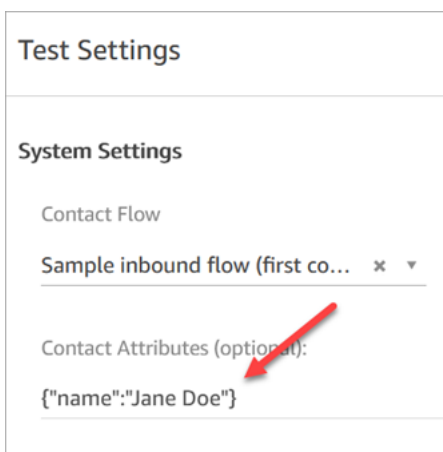 Test Settings
System Settings
Contact Flow
Sample inbound flow (first co...
Contact Attributes (optional):
{"name":"Jane Doe"}